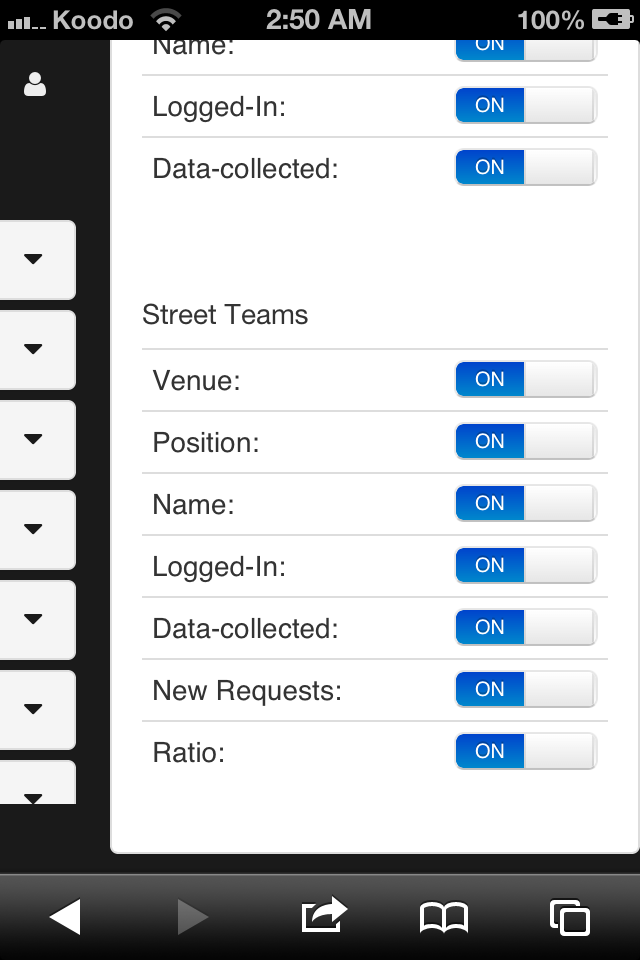 Koodo 2:50 AM 100%
Name: ON
Logged-In: ON
Data-collected: ON
Street Teams
Venue: ON
Position: ON
Name: ON
Logged-In: ON
Data-collected: ON
New Requests: ON
Ratio: ON